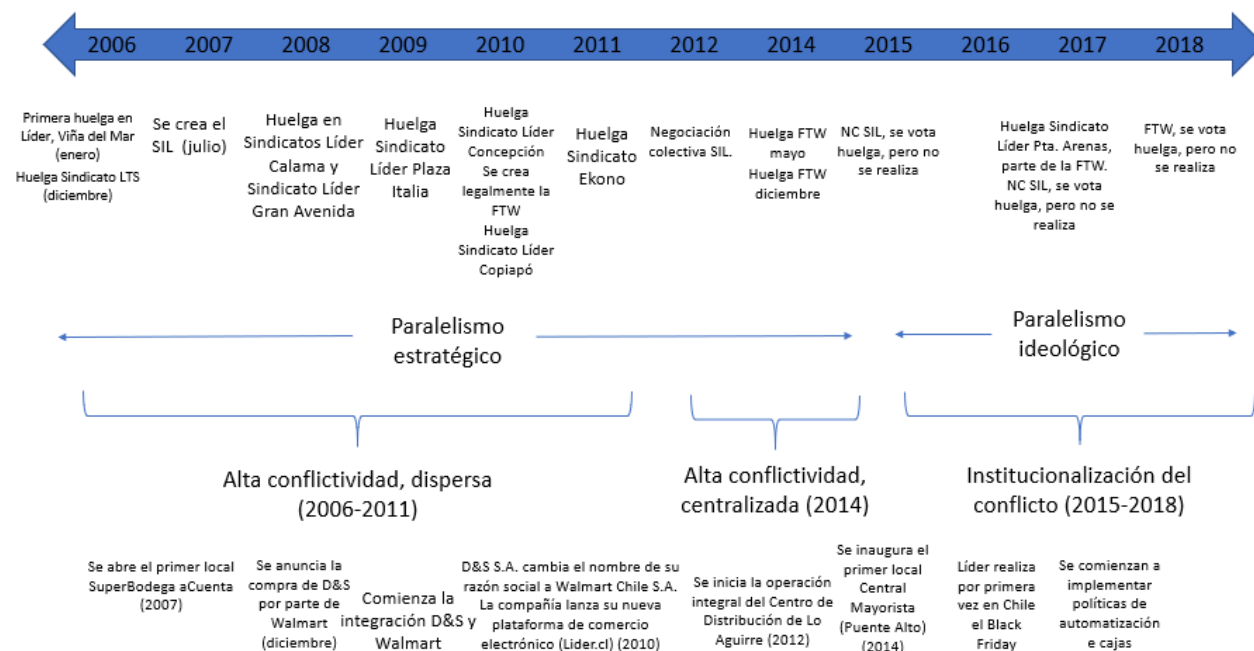 2006 2007 2008 2009 2010 2011 2012 2014 2015 2016 2017 2018
Primera huelga en
Líder, Viña del Mar
(enero)
Huelga Sindicato LTS
(diciembre)
Se crea el
SIL (julio)
Huelga en
Sindicatos Líder
Calama y
Sindicato Líder
Gran Avenida
Huelga
Sindicato
Líder Plaza
Italia
Huelga
Sindicato Líder
Concepción
Se crea
legalmente la
FTW
Huelga
Sindicato Líder
Copiapó
Huelga
Sindicato
Ekono
Negociación
colectiva SIL.
Huelga FTW
mayo
Huelga FTW
diciembre
NC SIL, se vota
huelga, pero no
se realiza
Huelga Sindicato
Líder Pta. Arenas,
parte de la FTW.
NC SIL, se vota
huelga, pero no se
realiza
FTW, se vota
huelga, pero no
se realiza
Paralelismo
estratégico
Paralelismo
ideológico
Alta conflictividad, dispersa
(2006-2011)
Alta conflictividad,
centralizada (2014)
Institucionalización del
conflicto (2015-2018)
Se abre el primer local
SuperBodega aCuenta
(2007)
Se anuncia la
compra de D&S
por parte de
Walmart
(diciembre)
Comienza la
integración D&S y
Walmart
D&S S.A. cambia el nombre de su
razón social a Walmart Chile S.A.
La compañía lanza su nueva
plataforma de comercio
electrónico (Lider.cl) (2010)
Se inicia la operación
integral del Centro de
Distribución de Lo
Aguirre (2012)
Se inaugura el
primer local
Central
Mayorista
(Puente Alto)
(2014)
Líder realiza
por primera
vez en Chile
el Black
Friday
Se comienzan a
implementar
políticas de
automatización
e cajas